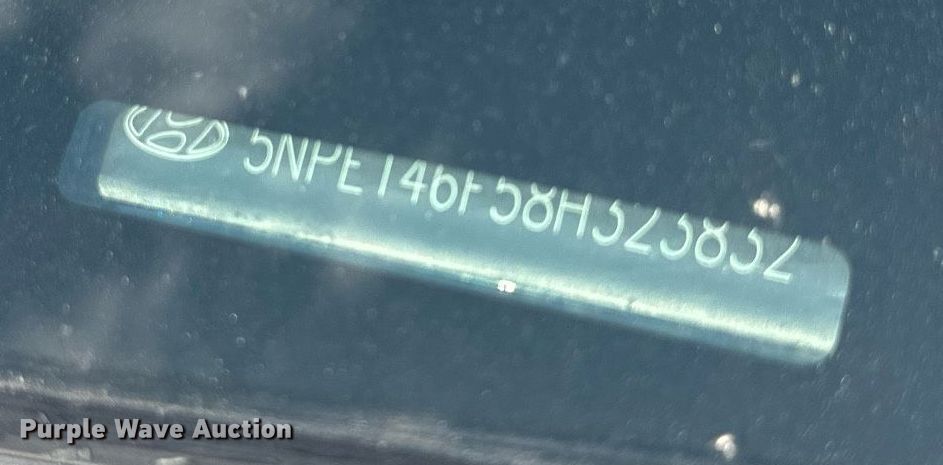 5NPET46F58H323832
Purple Wave Auction